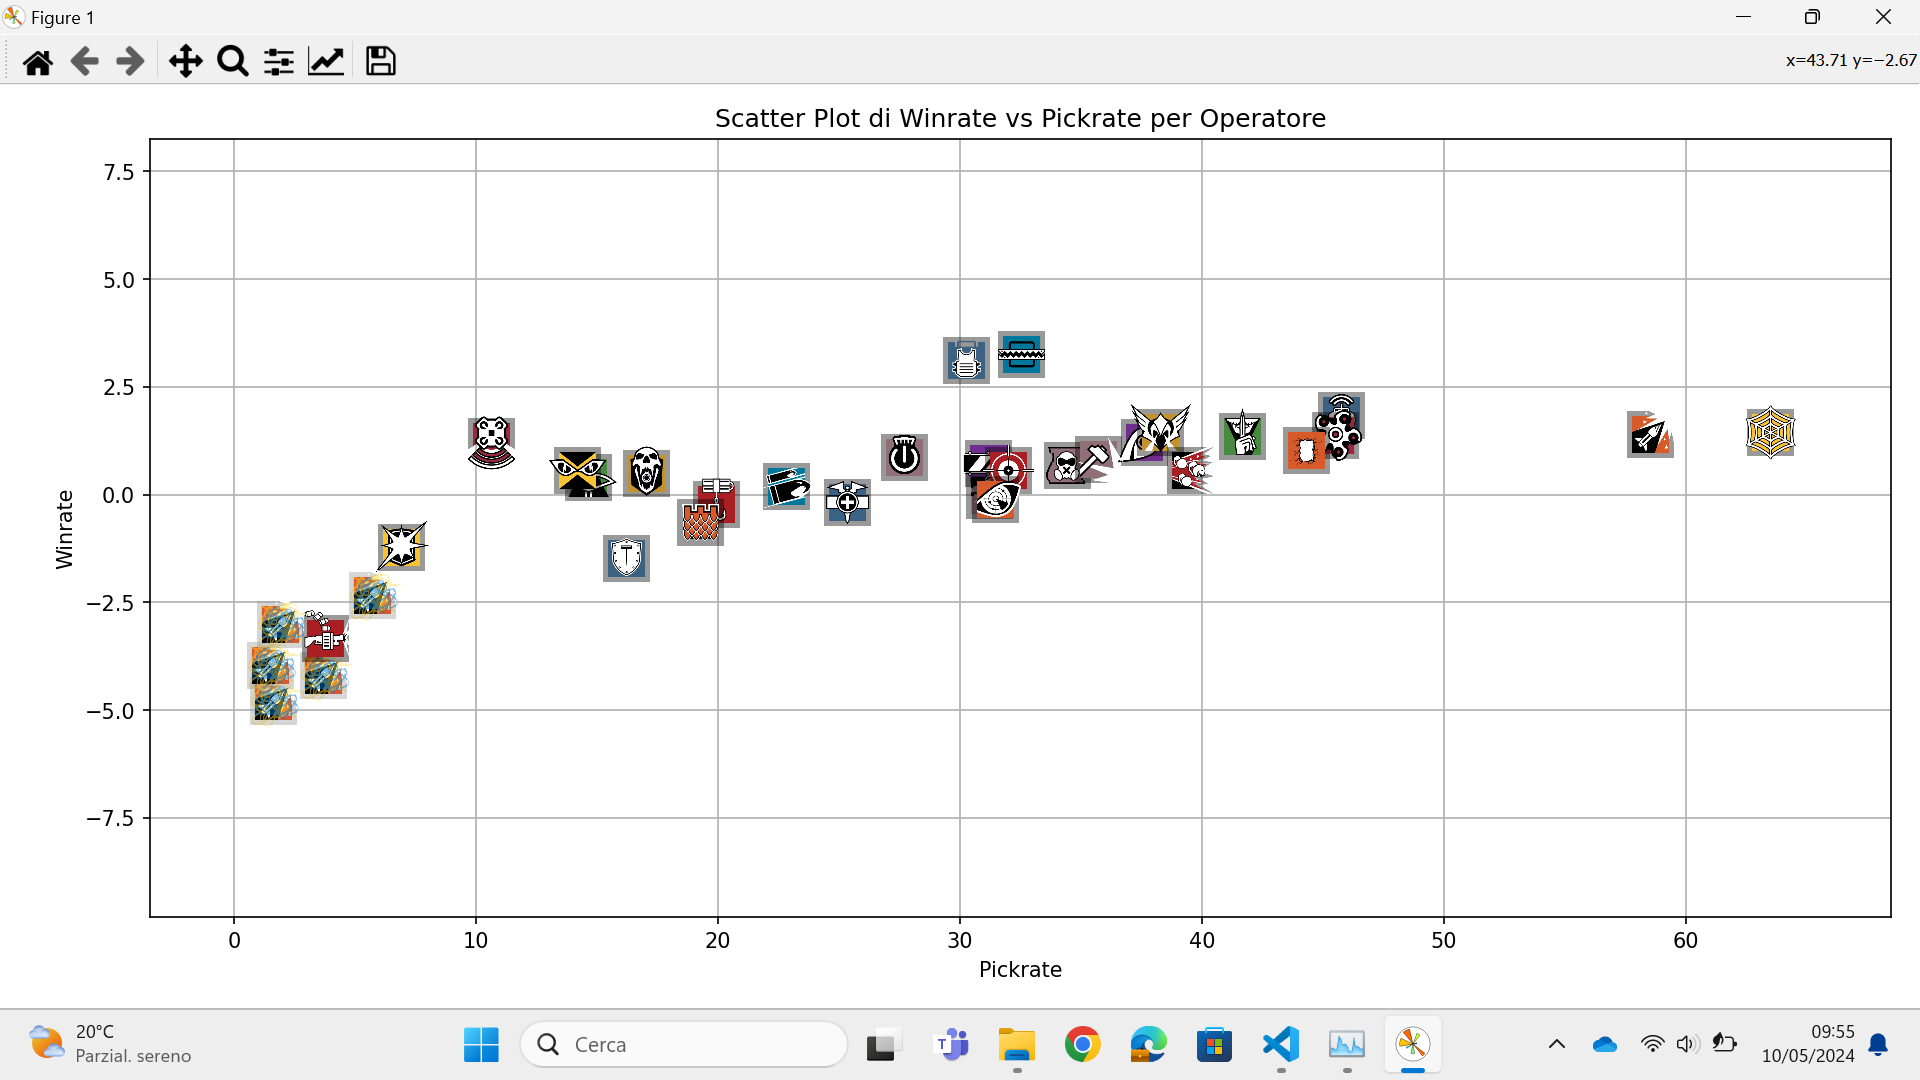 Figure 1
x=43.71 y=−2.67
Scatter Plot di Winrate vs Pickrate per Operatore
7.5
5.0
2.5
0.0
−2.5
−5.0
−7.5
Winrate
0 10 20 30 40 50 60
Pickrate
20°C
Parzial. sereno
Cerca
09:55
10/05/2024